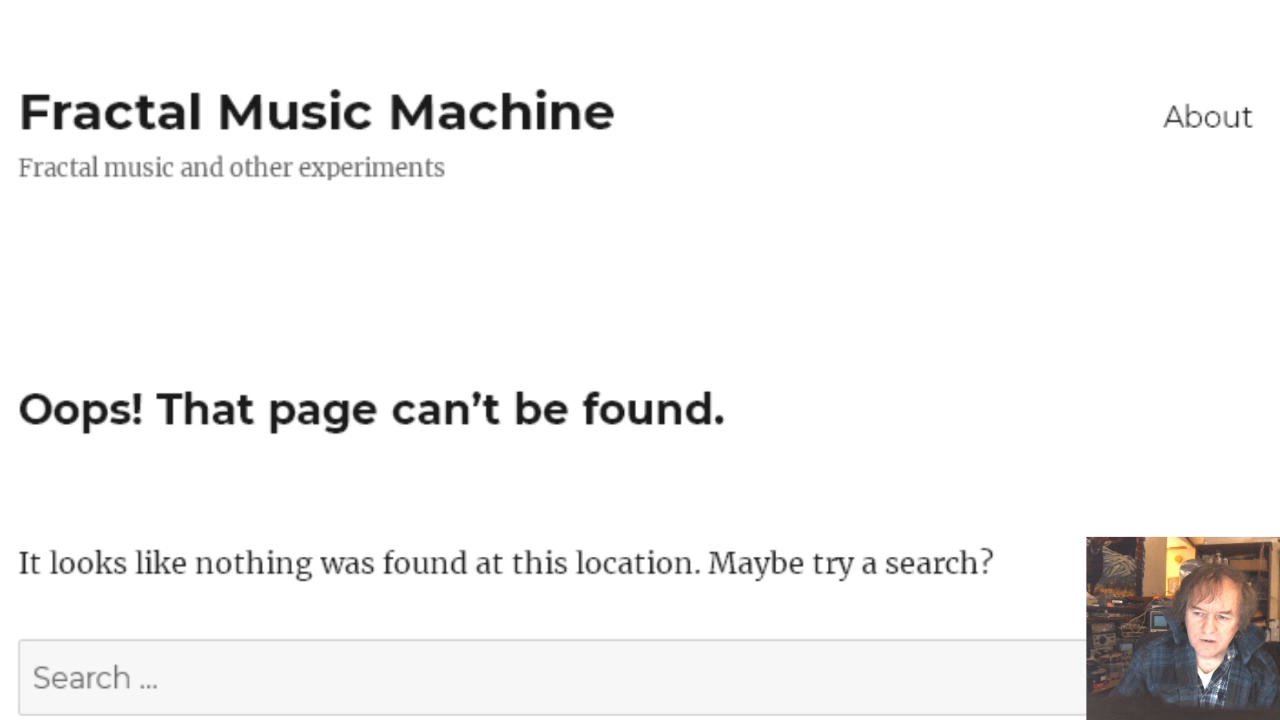 Fractal Music Machine
About
Fractal music and other experiments
Oops! That page can’t be found.
It looks like nothing was found at this location. Maybe try a search?
Search ...